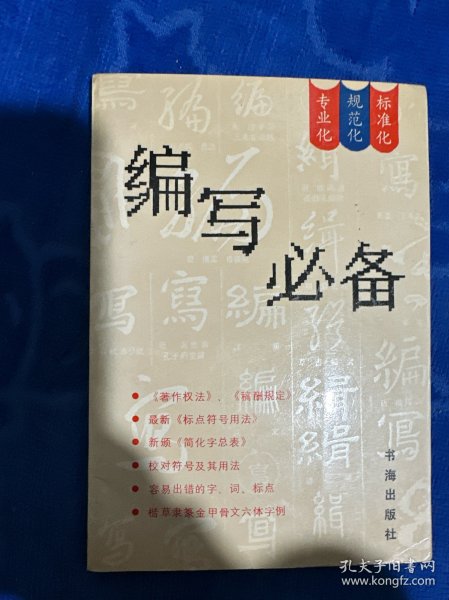 专业化
规范化
标准化
编写必备
《著作权法》、《稿酬规定》
最新《标点符号用法》
新颁《简化字总表》
校对符号及其用法
容易出错的字、词、标点
楷草隶篆金甲骨文六体字例
书海出版社
孔夫子旧书网
www.kongfz.com